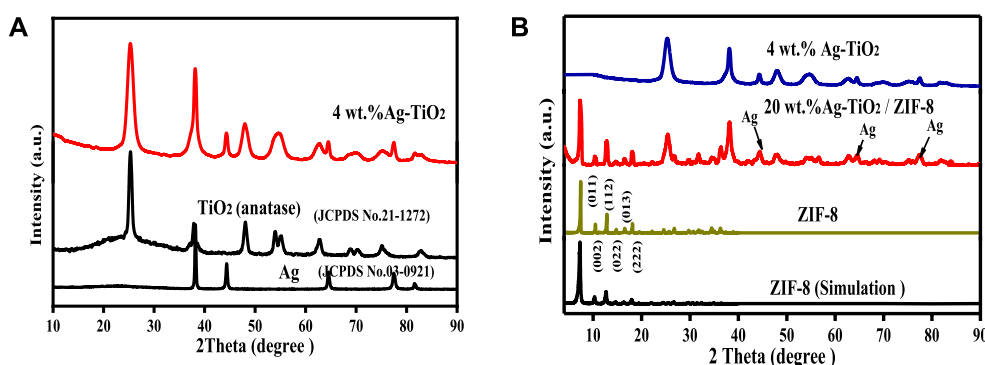 A
Intensity (a.u.)
4 wt.%Ag-TiO2
TiO2 (anatase) (JCPDS No.21-1272)
Ag (JCPDS No.03-0921)
10 20 30 40 50 60 70 80 90
2Theta (degree )
B
Intensity (a.u.)
4 wt.% Ag-TiO2
20 wt.%Ag-TiO2 / ZIF-8
Ag Ag Ag
(011) (112) (013)
ZIF-8
(002) (022) (222)
ZIF-8 (Simulation )
10 20 30 40 50 60 70 80 90
2 Theta (degree )